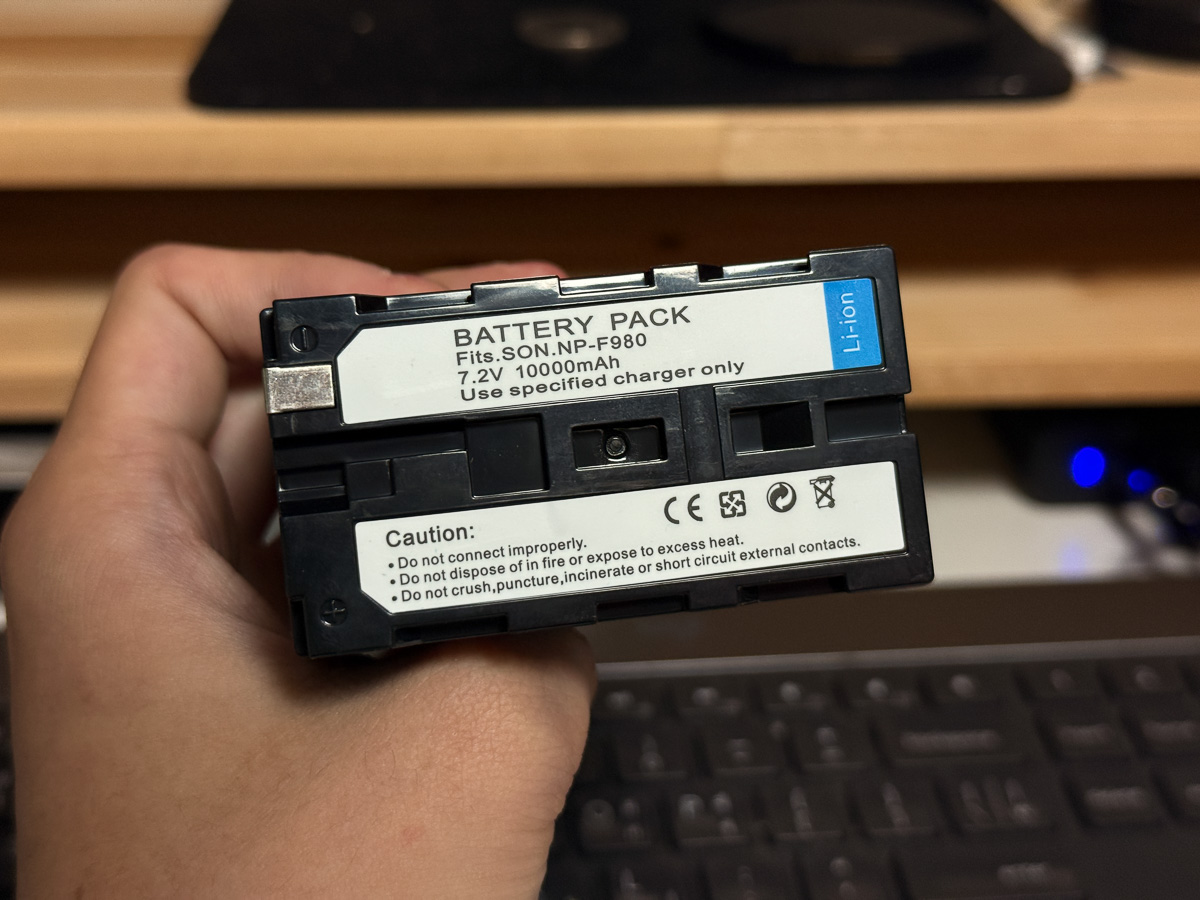 BATTERY PACK
Fits.SON.NP-F980
7.2V 10000mAh
Use specified charger only
Li-ion
CE
Caution:
• Do not connect improperly.
• Do not dispose of in fire or expose to excess heat.
• Do not crush,puncture,incinerate or short circuit external contacts.